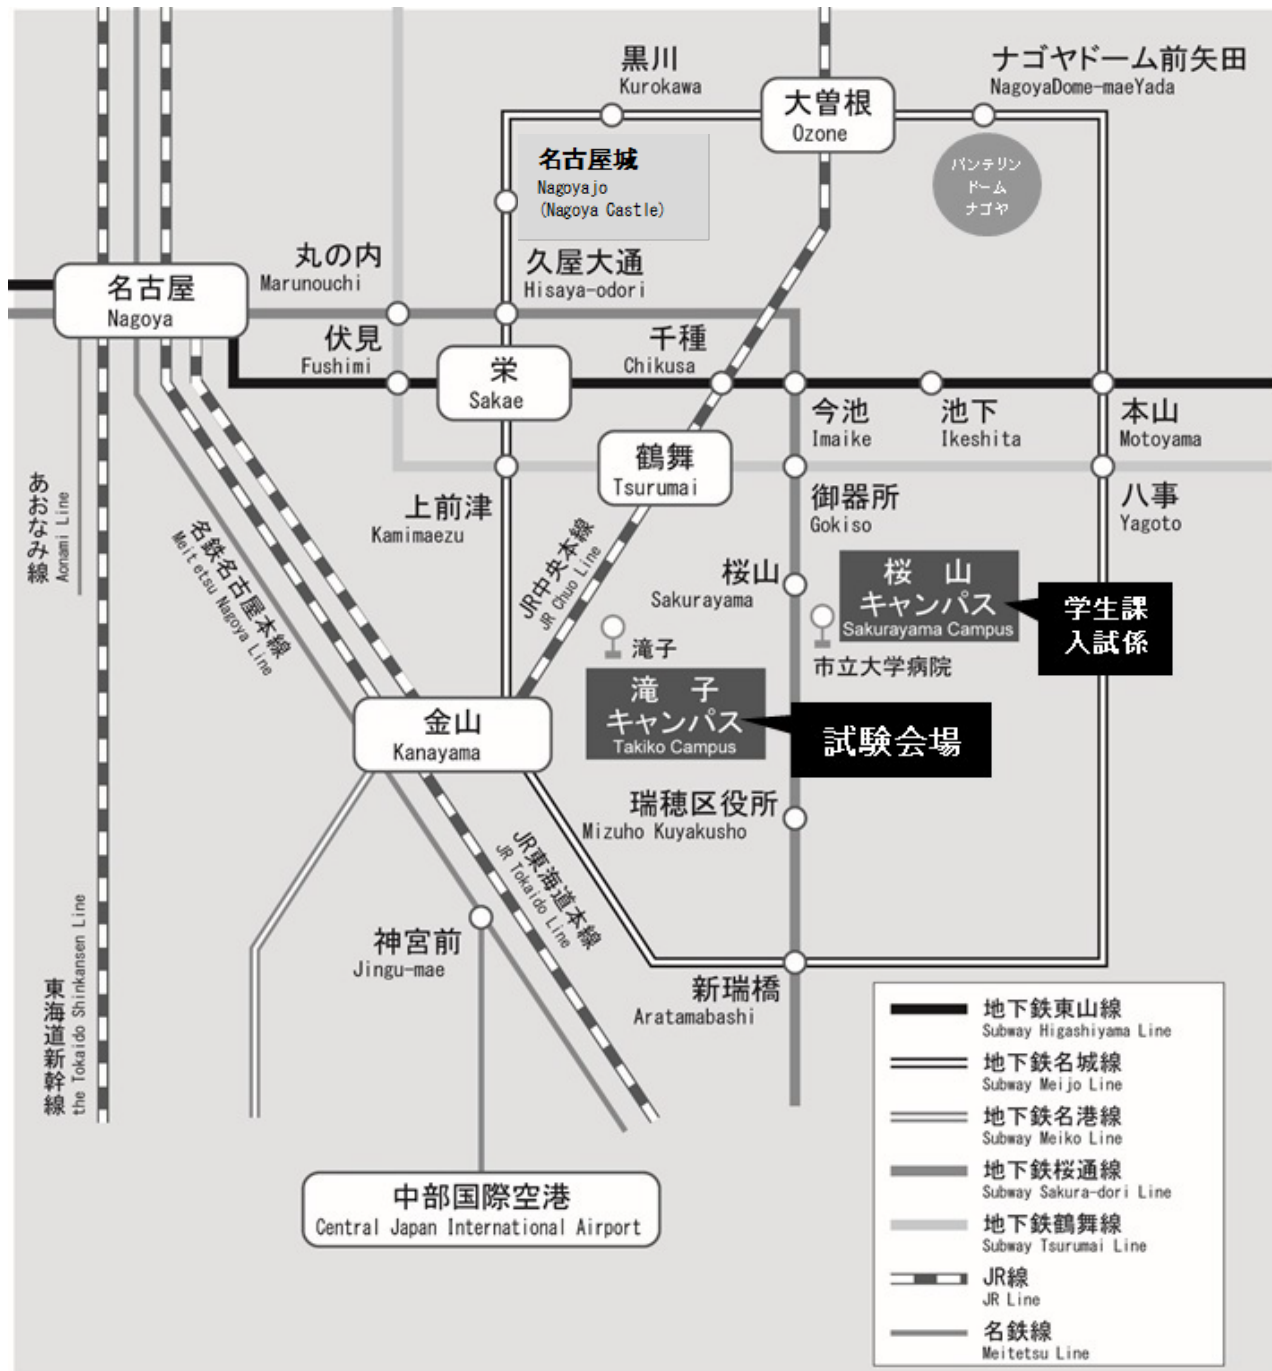 黒川
Kurokawa
大曽根
Ozone
ナゴヤドーム前矢田
NagoyaDome-maeYada
名古屋城
Nagoyajo
(Nagoya Castle)
バンテリン
ドーム
ナゴヤ
丸の内
Marunouchi
久屋大通
Hisaya-odori
名古屋
Nagoya
伏見
Fushimi
栄
Sakae
千種
Chikusa
今池
Imaike
池下
Ikeshita
本山
Motoyama
鶴舞
Tsurumai
上前津
Kamimaezu
御器所
Gokiso
八事
Yagoto
あおなみ線
Aonami Line
名鉄名古屋本線
Meitetsu Nagoya Line
JR中央本線
JR Chuo Line
桜山
Sakurayama
桜 山
キャンパス
Sakurayama Campus
学生課
入試係
滝子
市立大学病院
滝 子
キャンパス
Takiko Campus
試験会場
金山
Kanayama
瑞穂区役所
Mizuho Kuyakusho
JR東海道本線
JR Tokaido Line
神宮前
Jingu-mae
新瑞橋
Aratamabashi
東海道新幹線
the Tokaido Shinkansen Line
中部国際空港
Central Japan International Airport
地下鉄東山線
Subway Higashiyama Line
地下鉄名城線
Subway Meijo Line
地下鉄名港線
Subway Meiko Line
地下鉄桜通線
Subway Sakura-dori Line
地下鉄鶴舞線
Subway Tsurumai Line
JR線
JR Line
名鉄線
Meitetsu Line